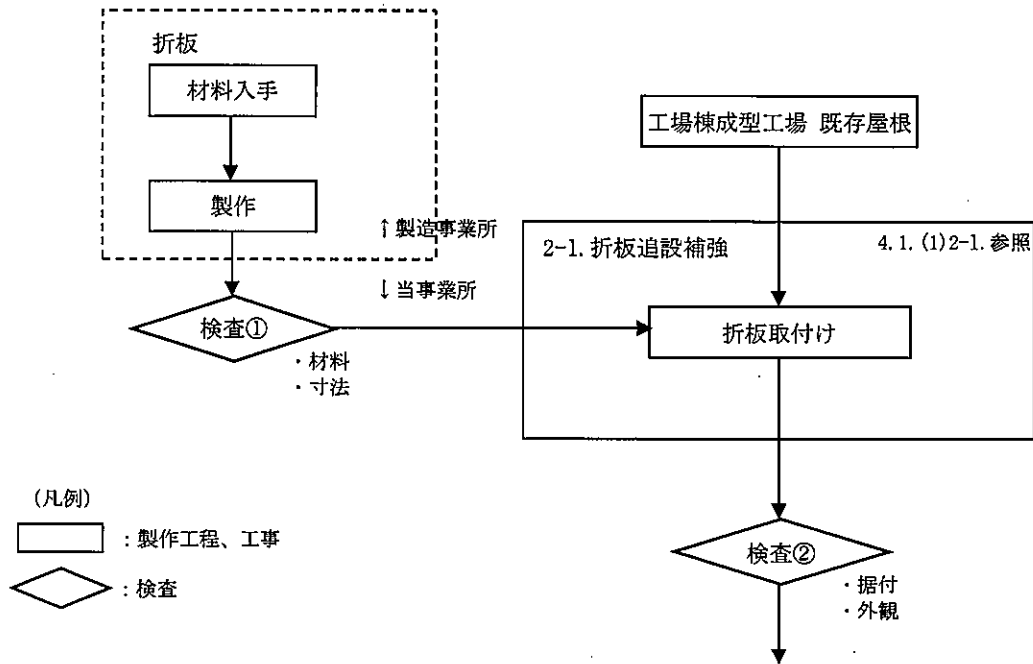 折板
材料入手
製作
↑製造事業所
↓当事業所
検査①
・材料
・寸法
工場棟成型工場 既存屋根
2-1. 折板追設補強
4.1. (1)2-1. 参照
折板取付け
検査②
・据付
・外観
(凡例)
:製作工程、工事
:検査